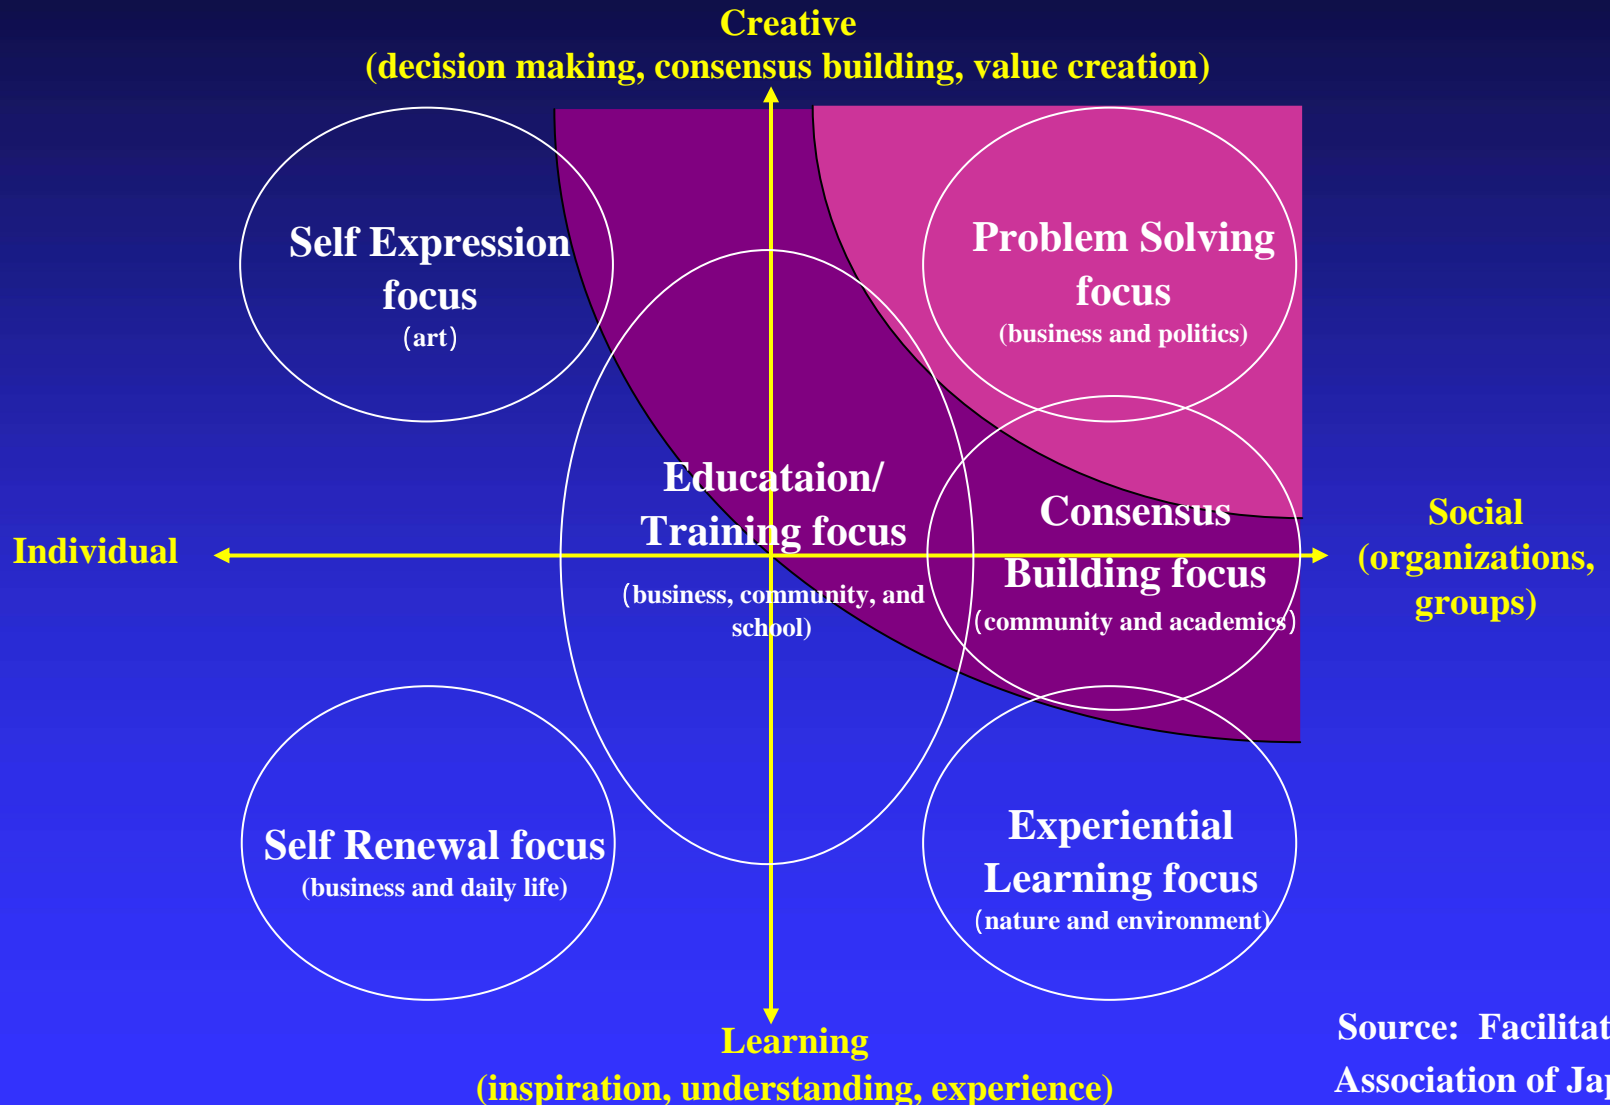 Creative
(decision making, consensus building, value creation)
Self Expression
focus
(art)
Problem Solving
focus
(business and politics)
Educataion/
Training focus
(business, community, and
school)
Consensus
Building focus
(community and academics)
Individual
Social
(organizations,
groups)
Self Renewal focus
(business and daily life)
Experiential
Learning focus
(nature and environment)
Learning
(inspiration, understanding, experience)
Source: Facilitat
Association of Jap